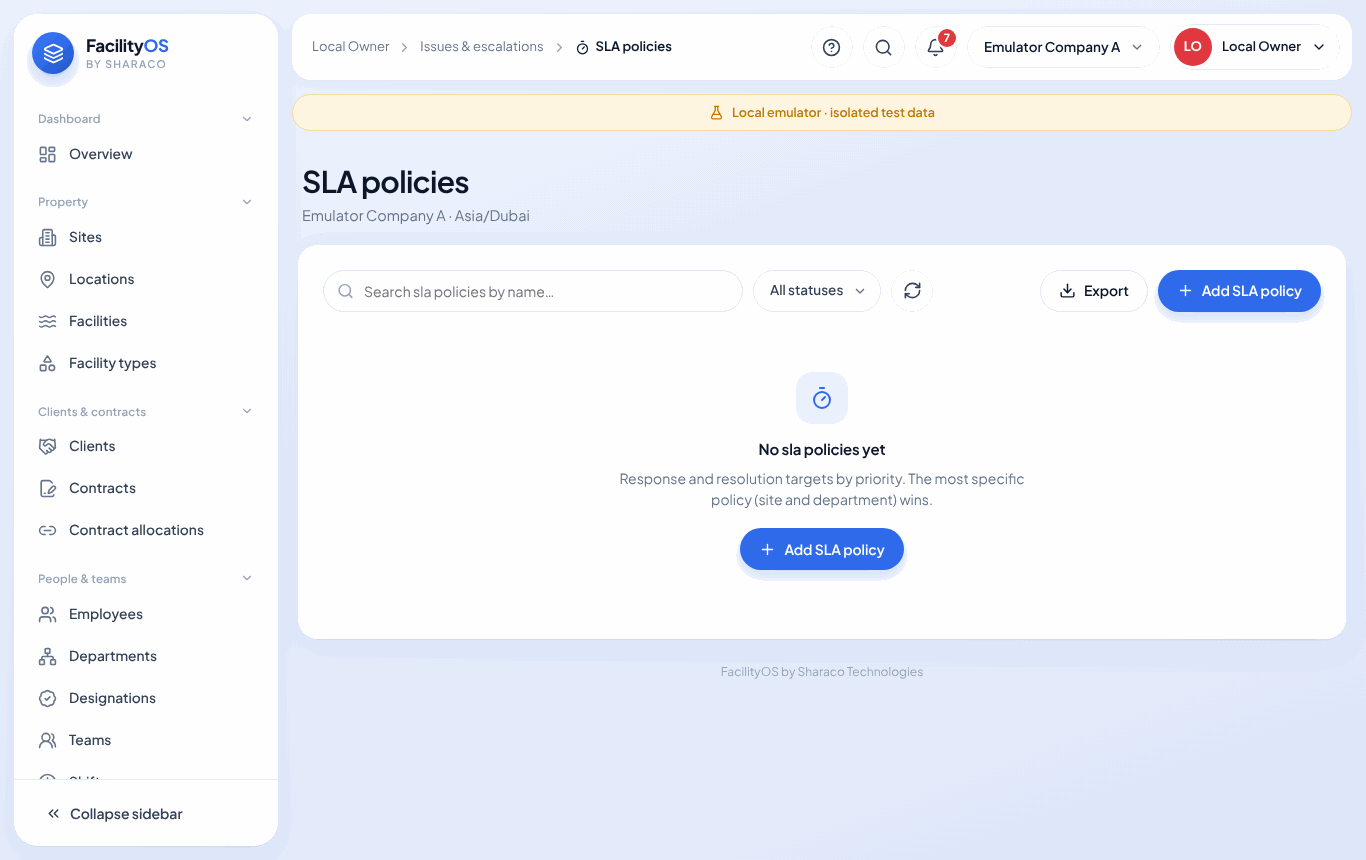 FacilityOS
BY SHARACO
Dashboard
Overview
Property
Sites
Locations
Facilities
Facility types
Clients & contracts
Clients
Contracts
Contract allocations
People & teams
Employees
Departments
Designations
Teams
Collapse sidebar
Local Owner
Issues & escalations
SLA policies
7
Emulator Company A
LO
Local Owner
Local emulator · isolated test data
SLA policies
Emulator Company A · Asia/Dubai
Search sla policies by name...
All statuses
Export
Add SLA policy
No sla policies yet
Response and resolution targets by priority. The most specific
policy (site and department) wins.
Add SLA policy
FacilityOS by Sharaco Technologies